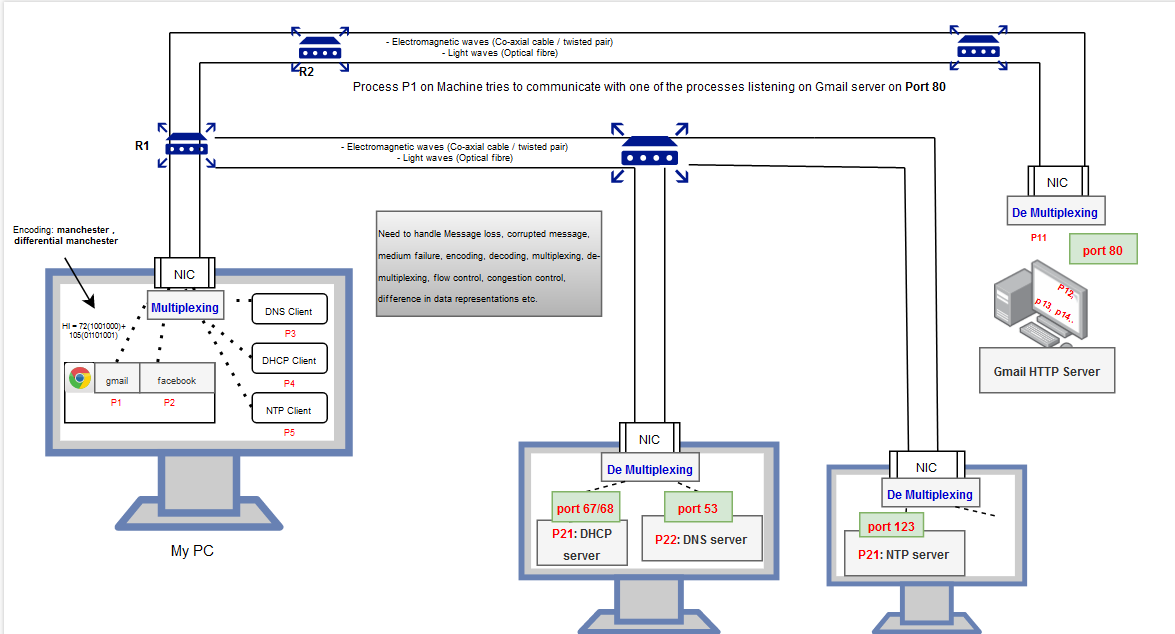 - Electromagnetic waves (Co-axial cable / twisted pair)
- Light waves (Optical fibre)
R2
Process P1 on Machine tries to communicate with one of the processes listening on Gmail server on Port 80
R1
- Electromagnetic waves (Co-axial cable / twisted pair)
- Light waves (Optical fibre)
NIC
De Multiplexing
P11
port 80
P12,
p13, p14..
Gmail HTTP Server
Encoding: manchester ,
differential manchester
Need to handle Message loss, corrupted message,
medium failure, encoding, decoding, multiplexing, de-
multiplexing, flow control, congestion control,
difference in data representations etc.
NIC
Multiplexing
HI = 72(1001000)+
105(01101001)
DNS Client
P3
DHCP Client
P4
NTP Client
P5
gmail
facebook
P1
P2
My PC
NIC
De Multiplexing
port 67/68
port 53
P21: DHCP
server
P22: DNS server
NIC
De Multiplexing
port 123
P21: NTP server